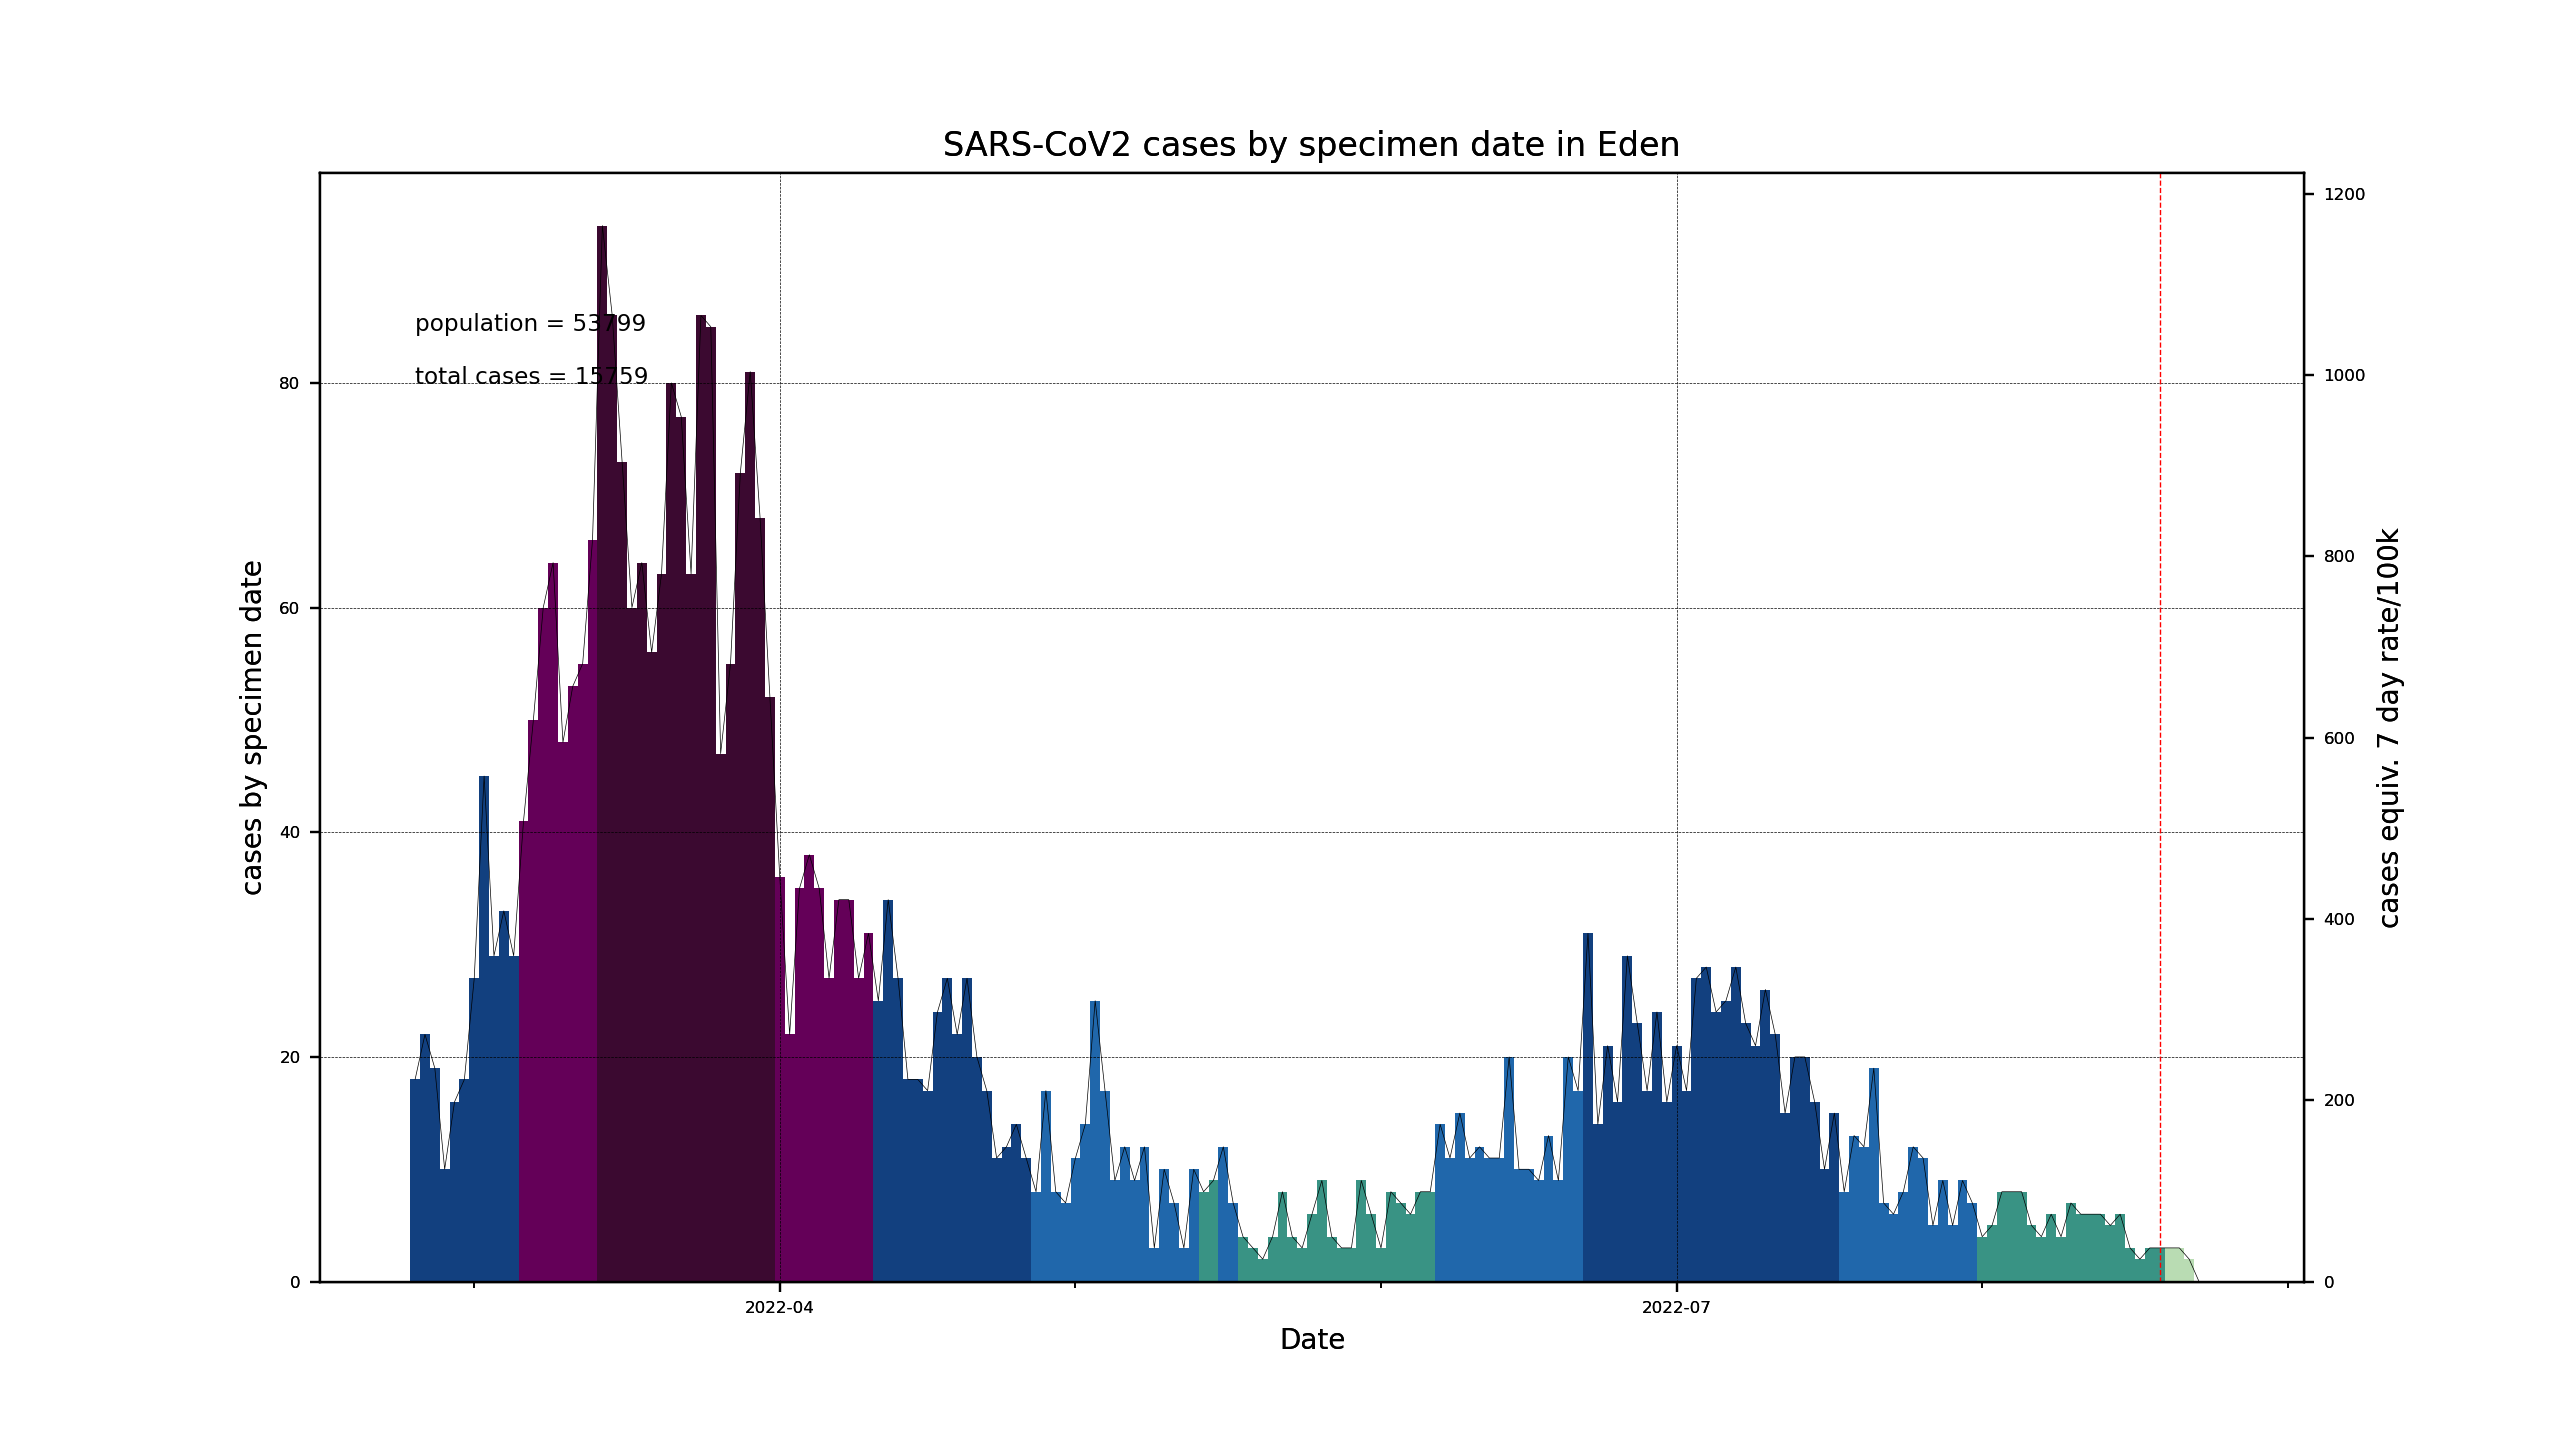 SARS-CoV2 cases by specimen date in Eden
population = 53799
total cases = 15759
cases by specimen date
80
60
40
20
0
1200
1000
800
600
400
200
0
cases equiv. 7 day rate/100k
2022-04
2022-07
Date